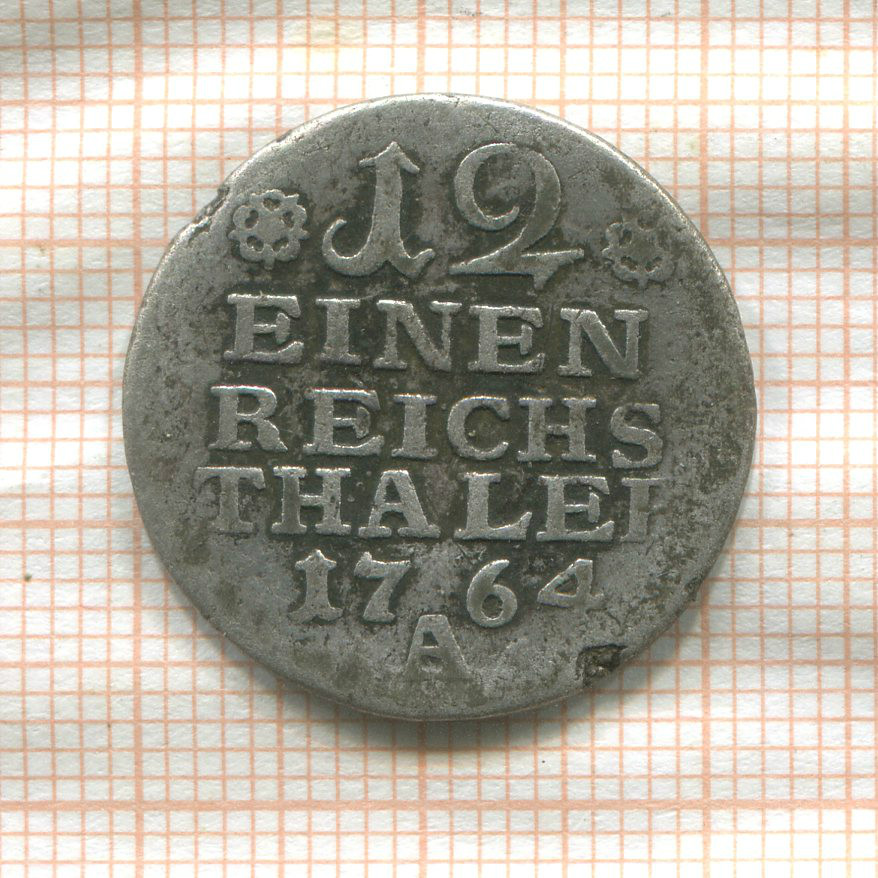 12
EINEN
REICHS
THALER
1764
A